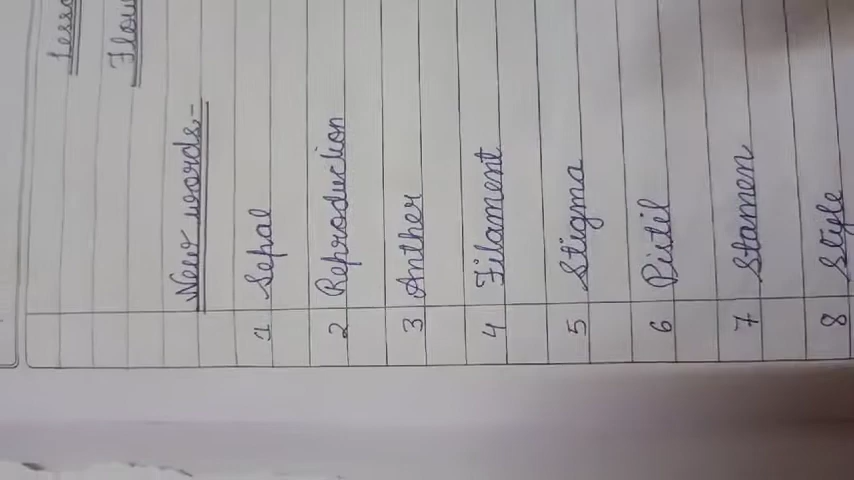 New words:-
1 Sepal
2 Reproduction
3 Anther
4 Filament
5 Stigma
6 Pistil
7 Stamen
8 Style